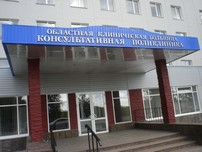 ОБЛАСТНАЯ КЛИНИЧЕСКАЯ БОЛЬНИЦА
КОНСУЛЬТАТИВНАЯ ПОЛИКЛИНИКА